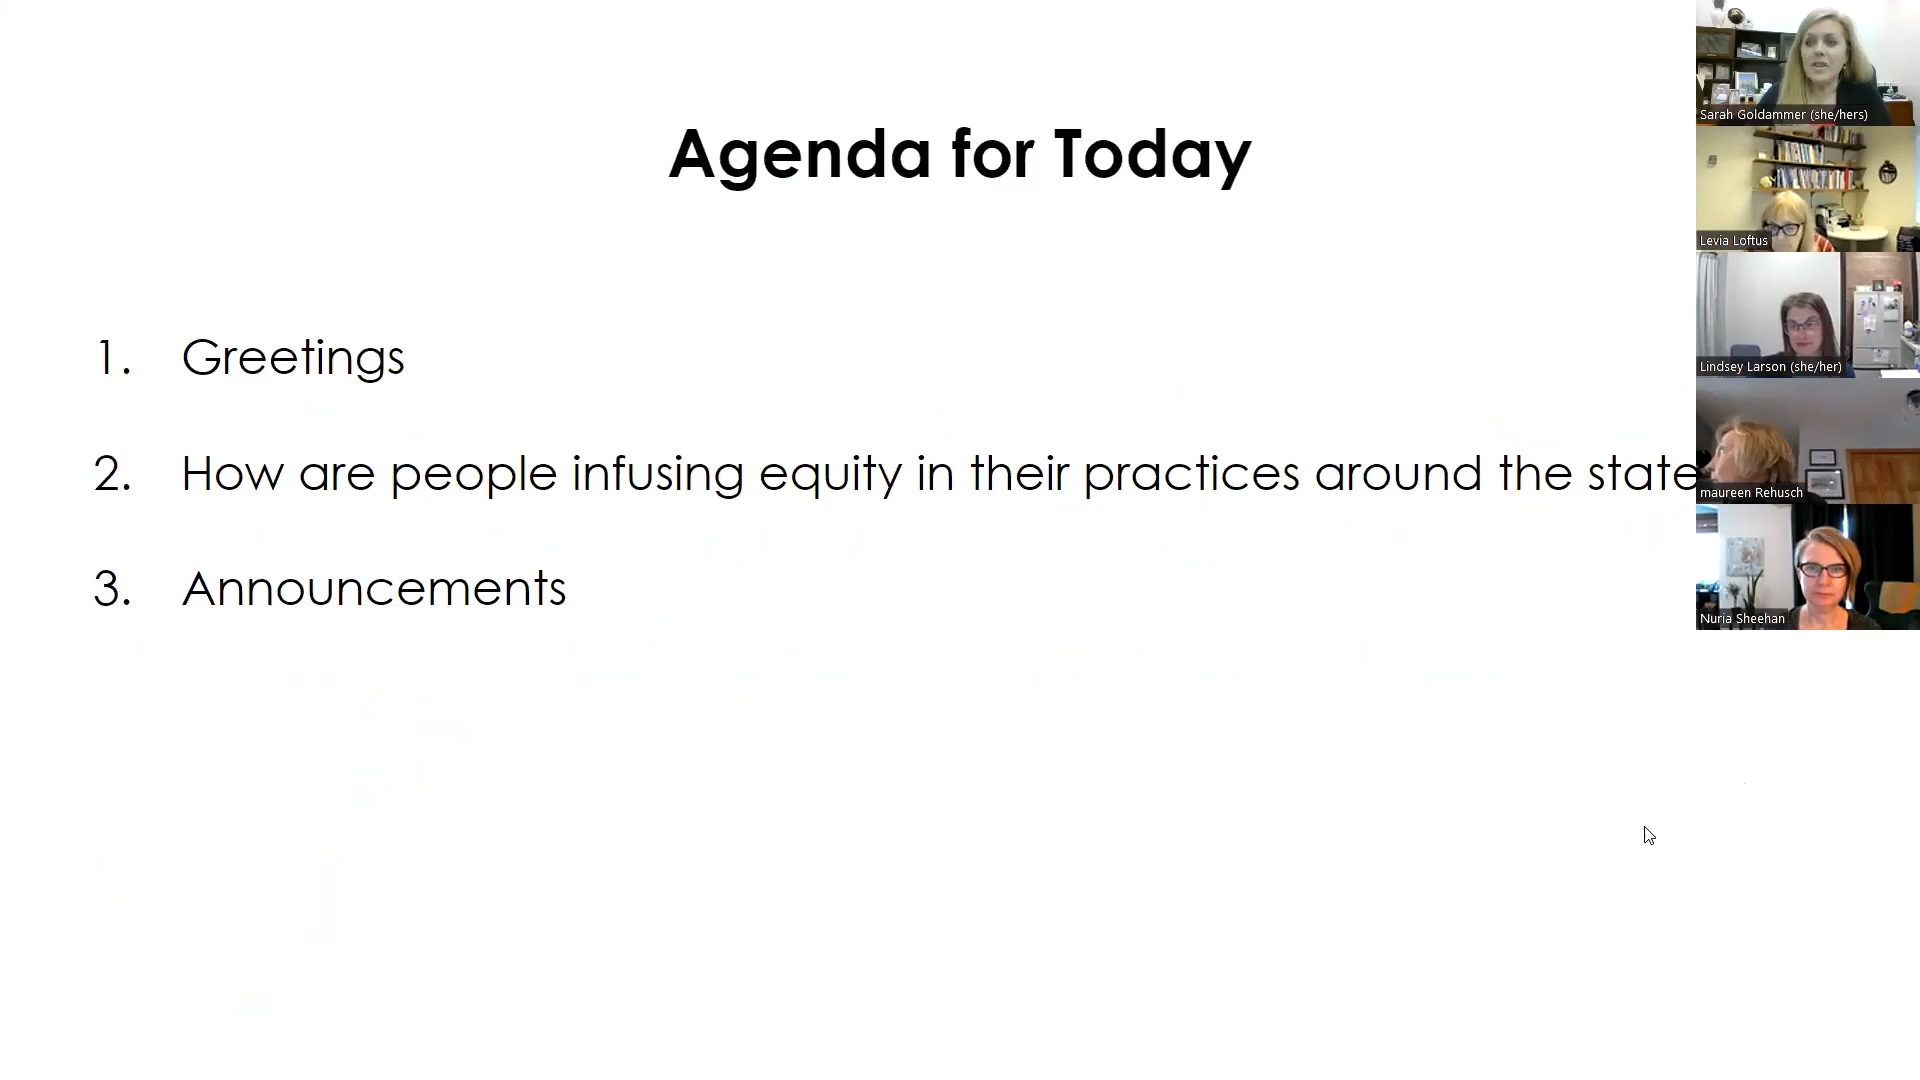 Agenda for Today
1. Greetings
2. How are people infusing equity in their practices around the state
3. Announcements
Sarah Goldammer (she/hers)
Levia Loftus
Lindsey Larson (she/her)
maureen Rehusch
Nuria Sheehan